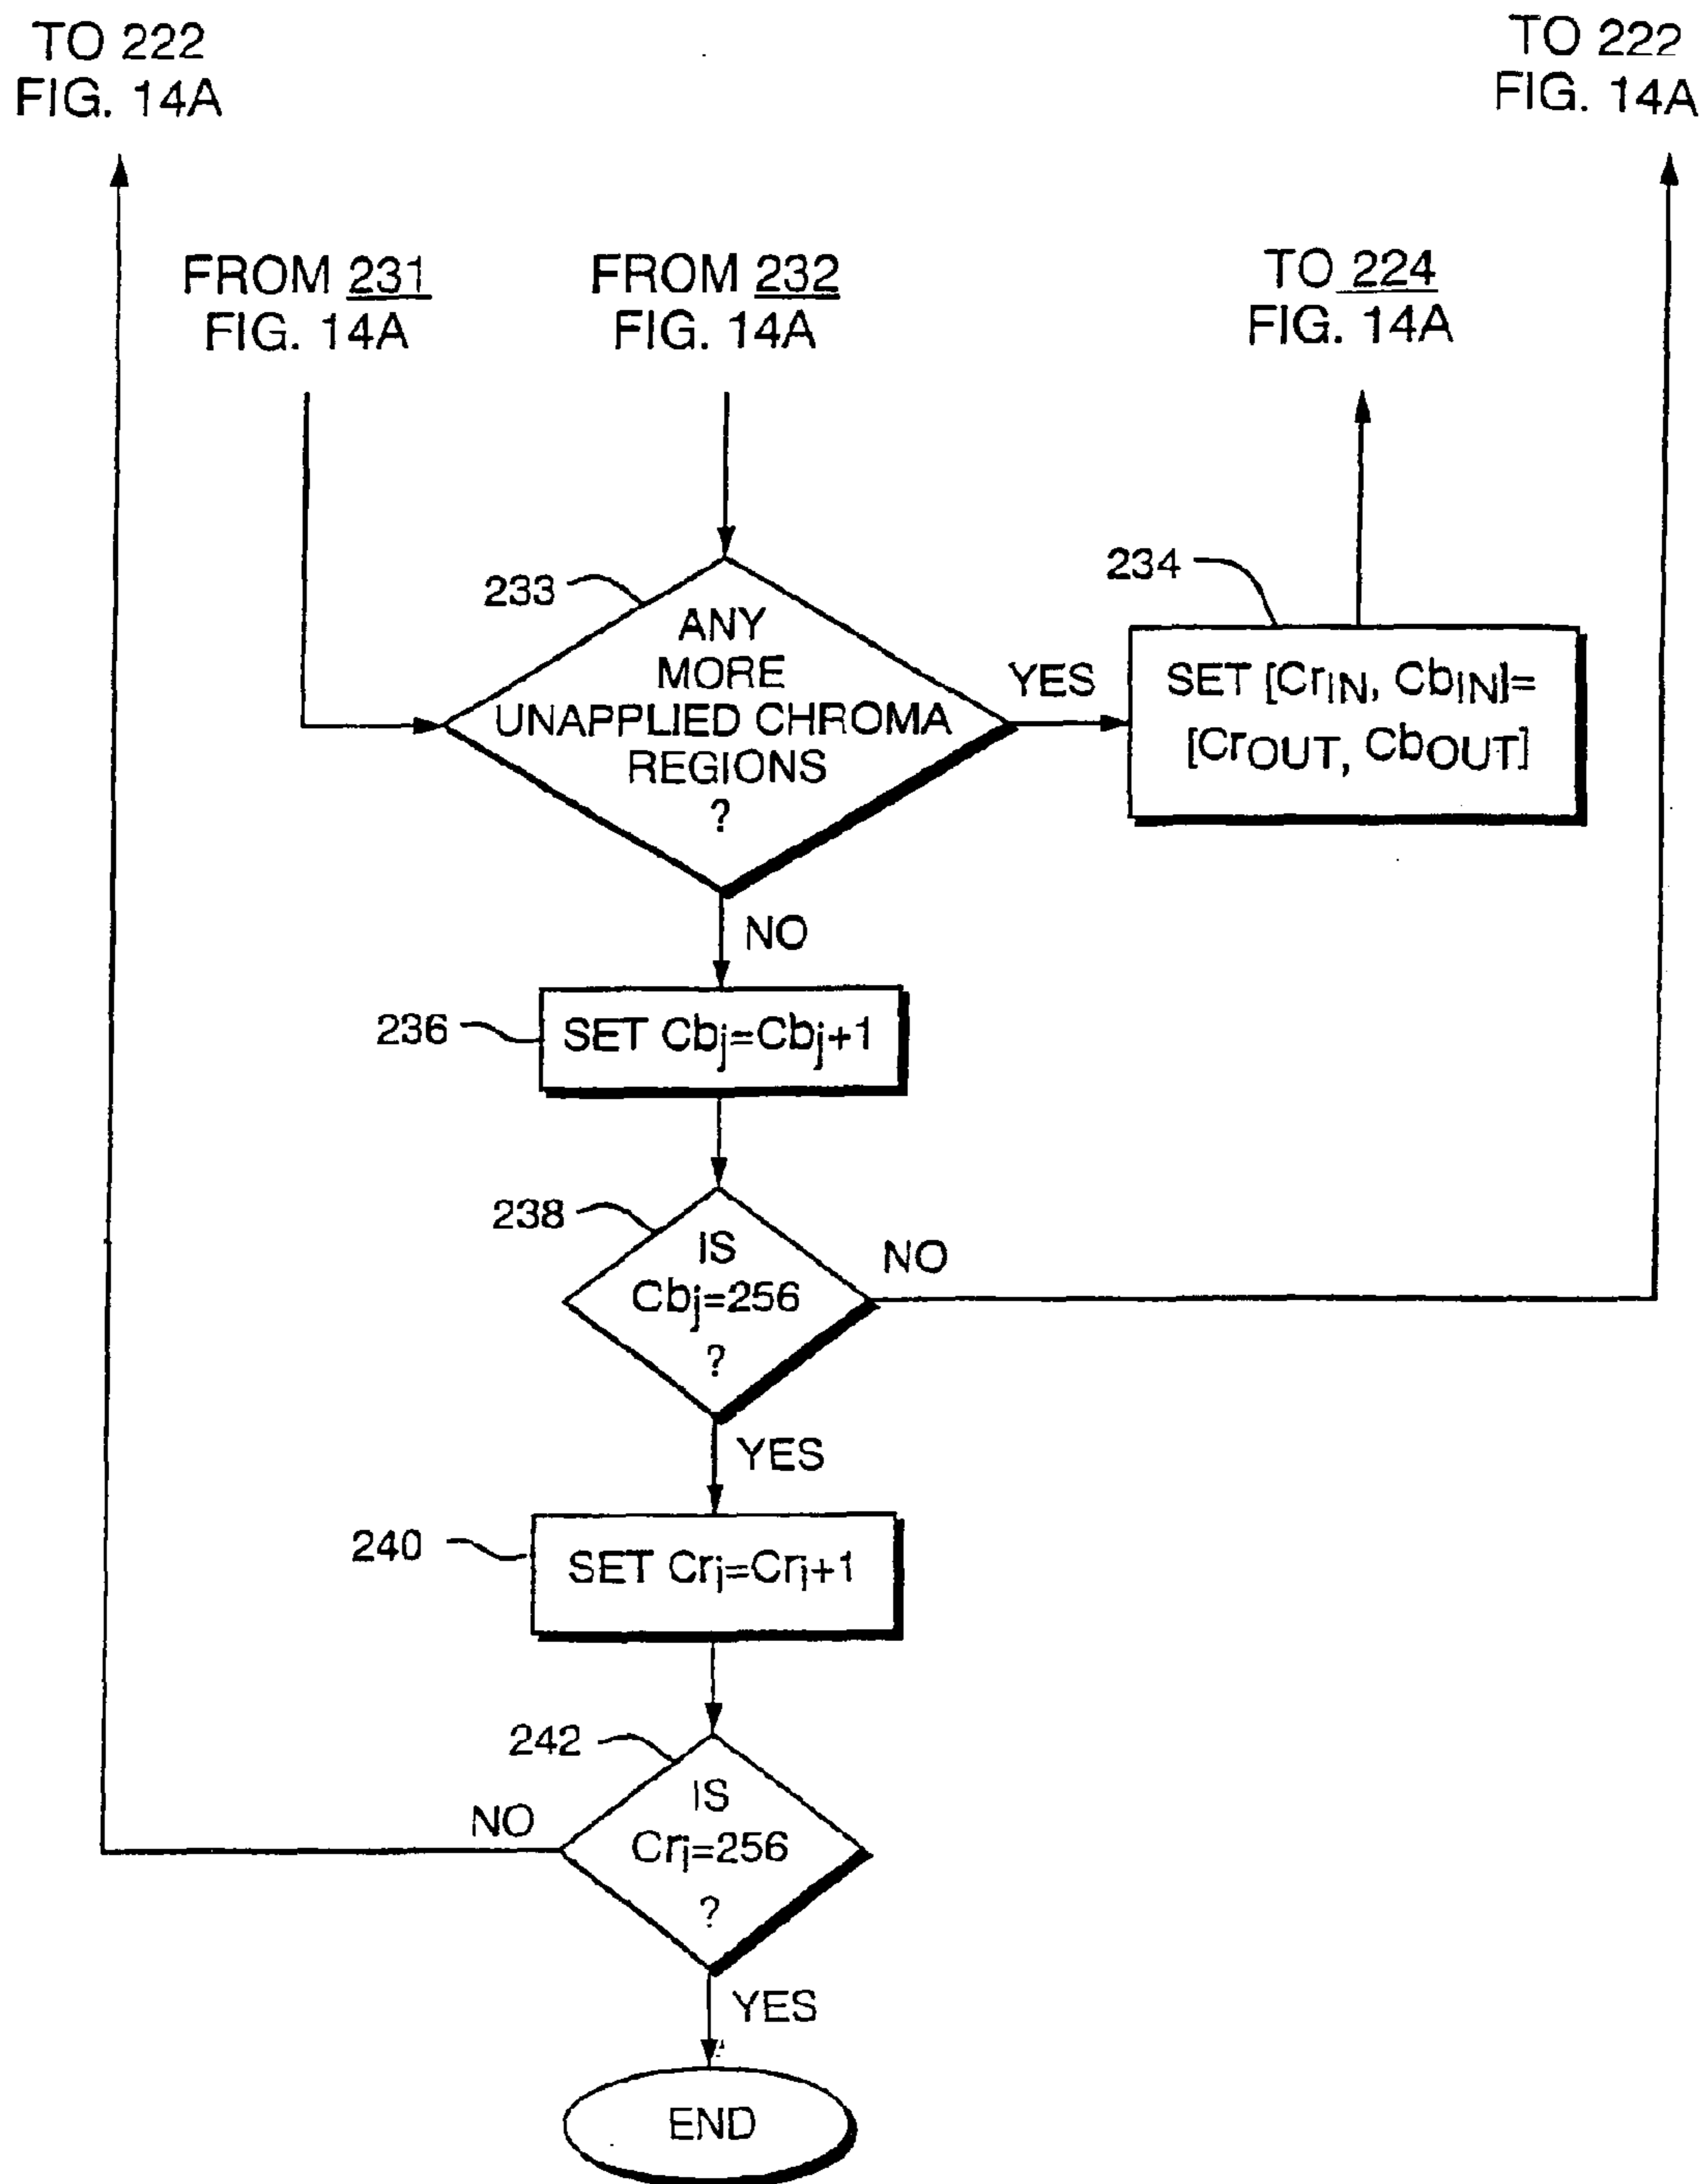 TO 222
FIG. 14A
TO 222
FIG. 14A
FROM 231
FIG. 14A
FROM 232
FIG. 14A
TO 224
FIG. 14A
233
ANY
MORE
UNAPPLIED CHROMA
REGIONS
?
YES
234
SET [CrIN, CbIN]=
[CrOUT, CbOUT]
NO
236
SET Cbj=Cbj+1
238
IS
Cbj=256
?
NO
YES
240
SET Crj=Crj+1
242
IS
Crj=256
?
NO
YES
END